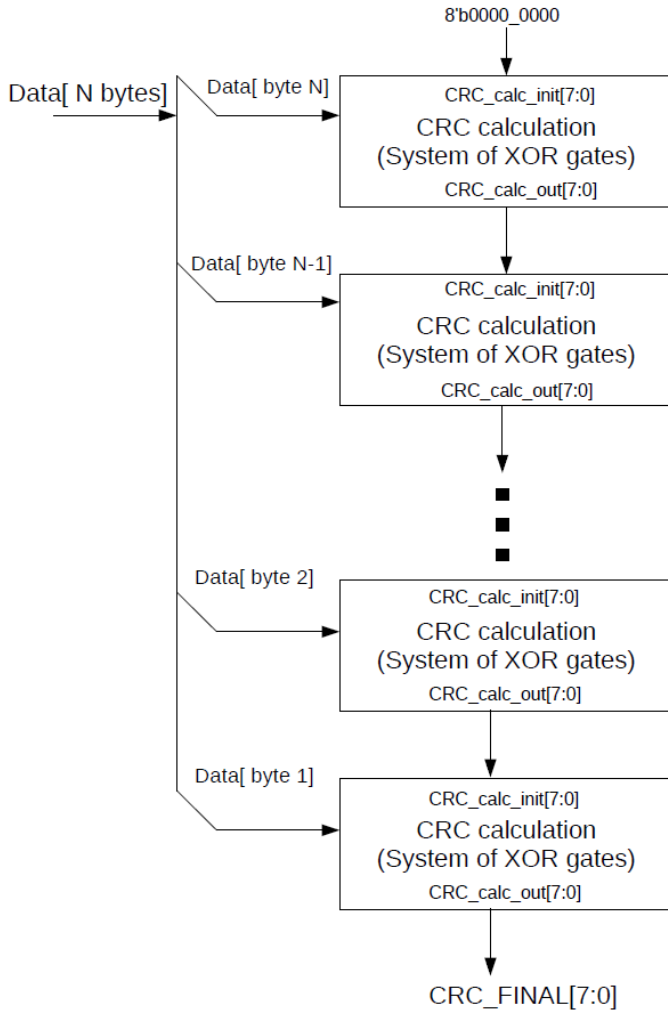 8'b0000_0000
Data[ N bytes]
Data[ byte N]
CRC_calc_init[7:0]
CRC calculation
(System of XOR gates)
CRC_calc_out[7:0]
Data[ byte N-1]
CRC_calc_init[7:0]
CRC calculation
(System of XOR gates)
CRC_calc_out[7:0]
Data[ byte 2]
CRC_calc_init[7:0]
CRC calculation
(System of XOR gates)
CRC_calc_out[7:0]
Data[ byte 1]
CRC_calc_init[7:0]
CRC calculation
(System of XOR gates)
CRC_calc_out[7:0]
CRC_FINAL[7:0]